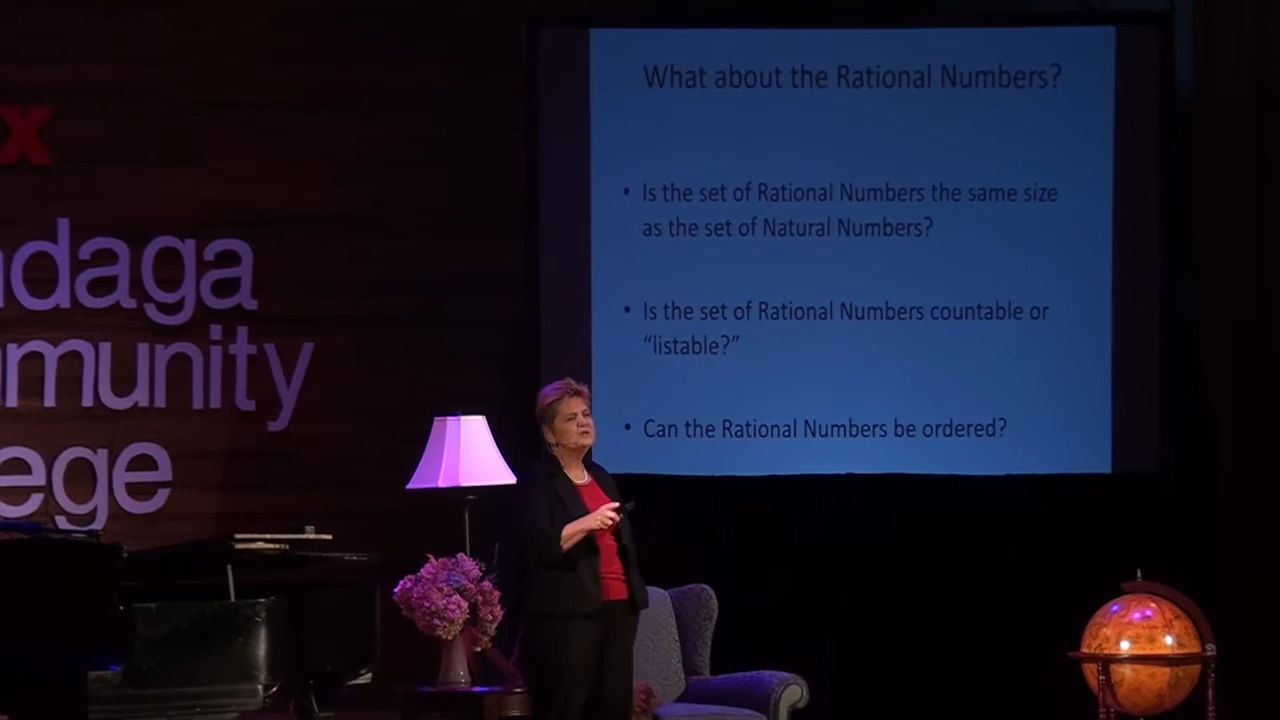 What about the Rational Numbers?
• Is the set of Rational Numbers the same size
as the set of Natural Numbers?
• Is the set of Rational Numbers countable or
“listable?”
• Can the Rational Numbers be ordered?
x
ndaga
mmunity
ege